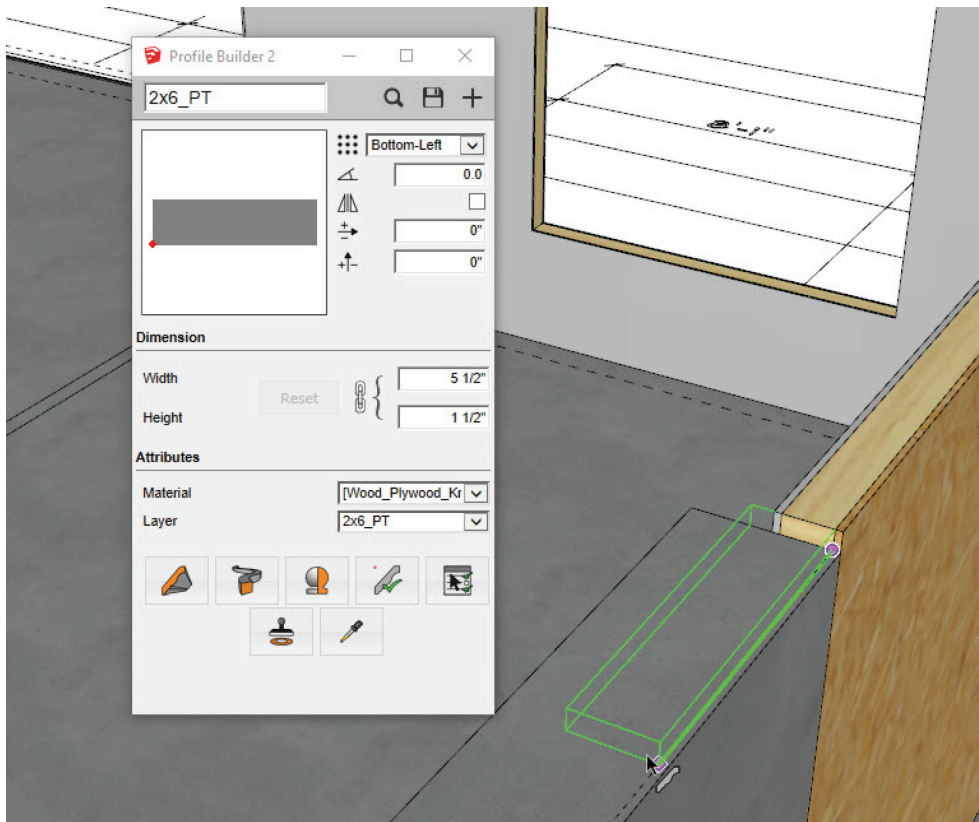 Profile Builder 2
2x6_PT
Bottom-Left
0.0
0"
0"
Dimension
Width
5 1/2"
Reset
Height
1 1/2"
Attributes
Material
[Wood_Plywood_Kr
Layer
2x6_PT